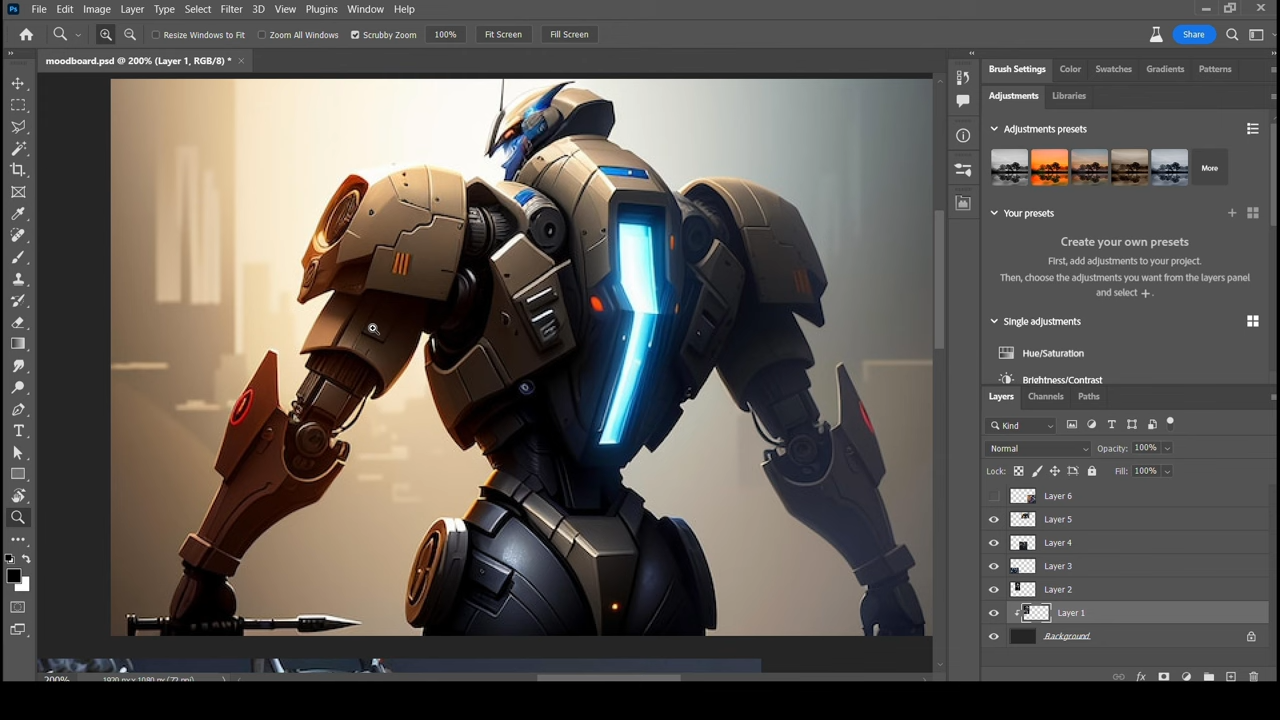 Ps File Edit Image Layer Type Select Filter 3D View Plugins Window Help
Resize Windows to Fit Zoom All Windows Scrubby Zoom 100% Fit Screen Fill Screen Share
moodboard.psd @ 200% (Layer 1, RGB/8) *
Brush Settings Color Swatches Gradients Patterns
Adjustments Libraries
Adjustments presets
More
Your presets
Create your own presets
First, add adjustments to your project.
Then, choose the adjustments you want from the layers panel
and select + .
Single adjustments
Hue/Saturation
Brightness/Contrast
Layers Channels Paths
Kind
Normal Opacity: 100%
Lock: Fill: 100%
Layer 6
Layer 5
Layer 4
Layer 3
Layer 2
Layer 1
Background
200% 1920 px x 1080 px (72 ppi)